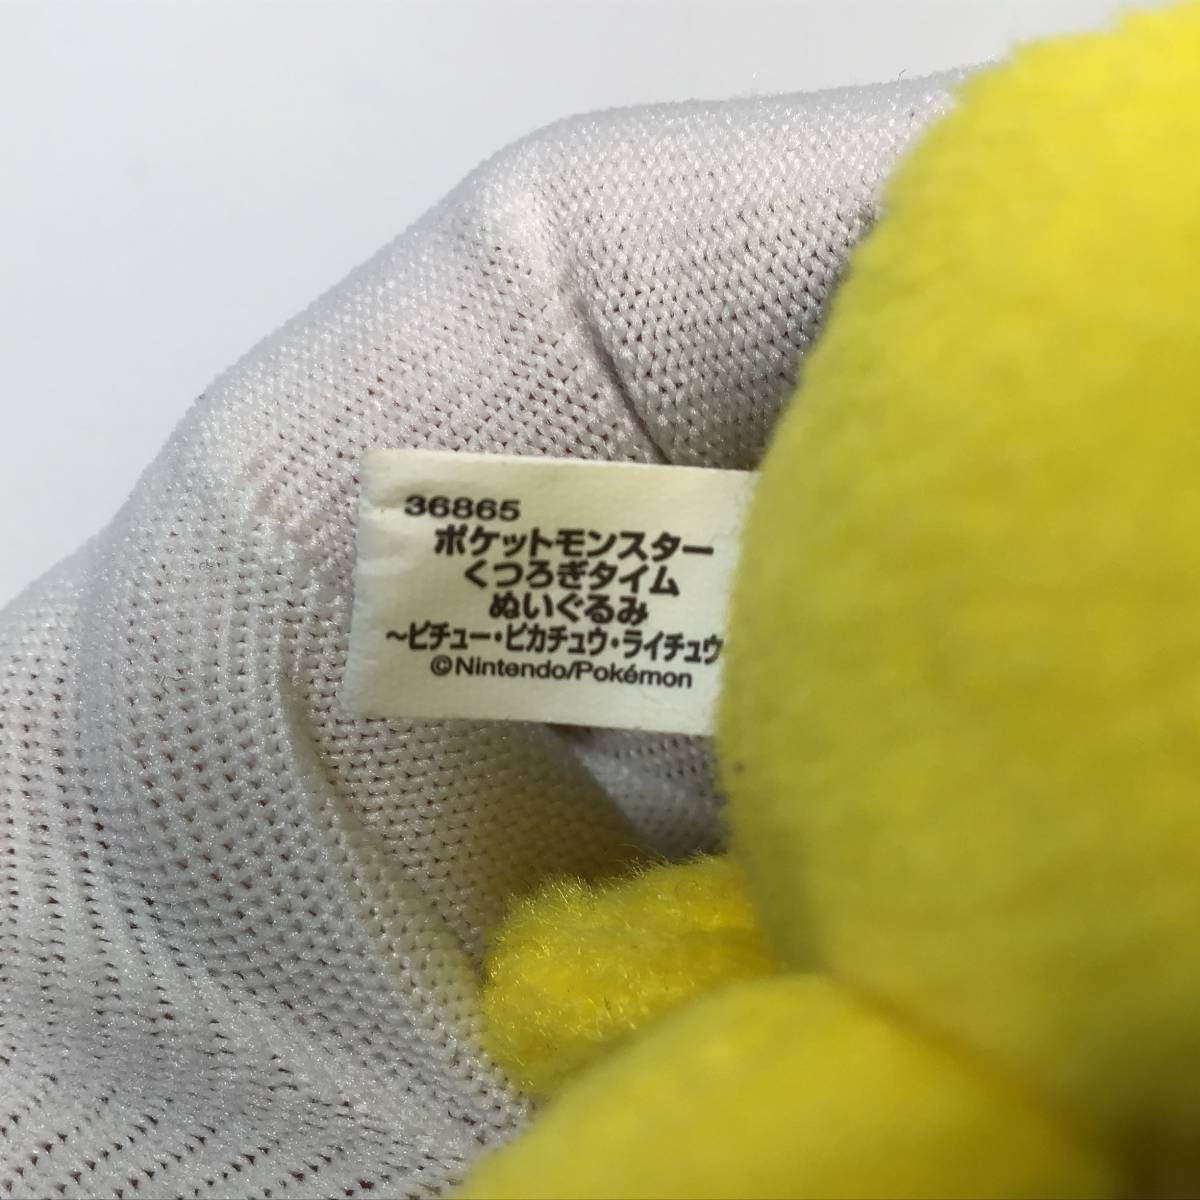 36865
ポケットモンスター
くつろぎタイム
ぬいぐるみ
～ピチュー・ピカチュウ・ライチュウ
©Nintendo/Pokémon